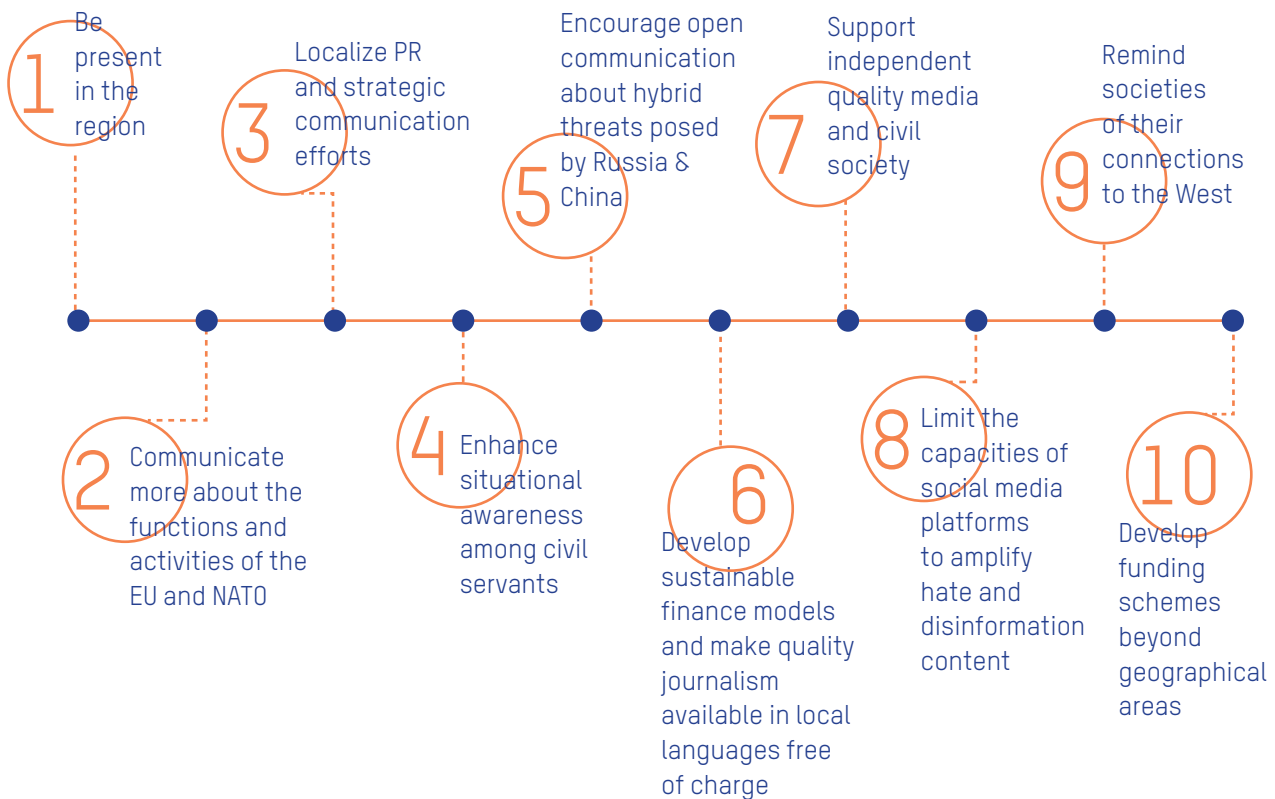 1
Be
present
in the
region
2
Communicate
more about the
functions and
activities of the
EU and NATO
3
Localize PR
and strategic
communication
efforts
4
Enhance
situational
awareness
among civil
servants
5
Encourage open
communication
about hybrid
threats posed
by Russia &
China
6
Develop
sustainable
finance models
and make quality
journalism
available in local
languages free
of charge
7
Support
independent
quality media
and civil
society
8
Limit the
capacities of
social media
platforms
to amplify
hate and
disinformation
content
9
Remind
societies
of their
connections
to the West
10
Develop
funding
schemes
beyond
geographical
areas